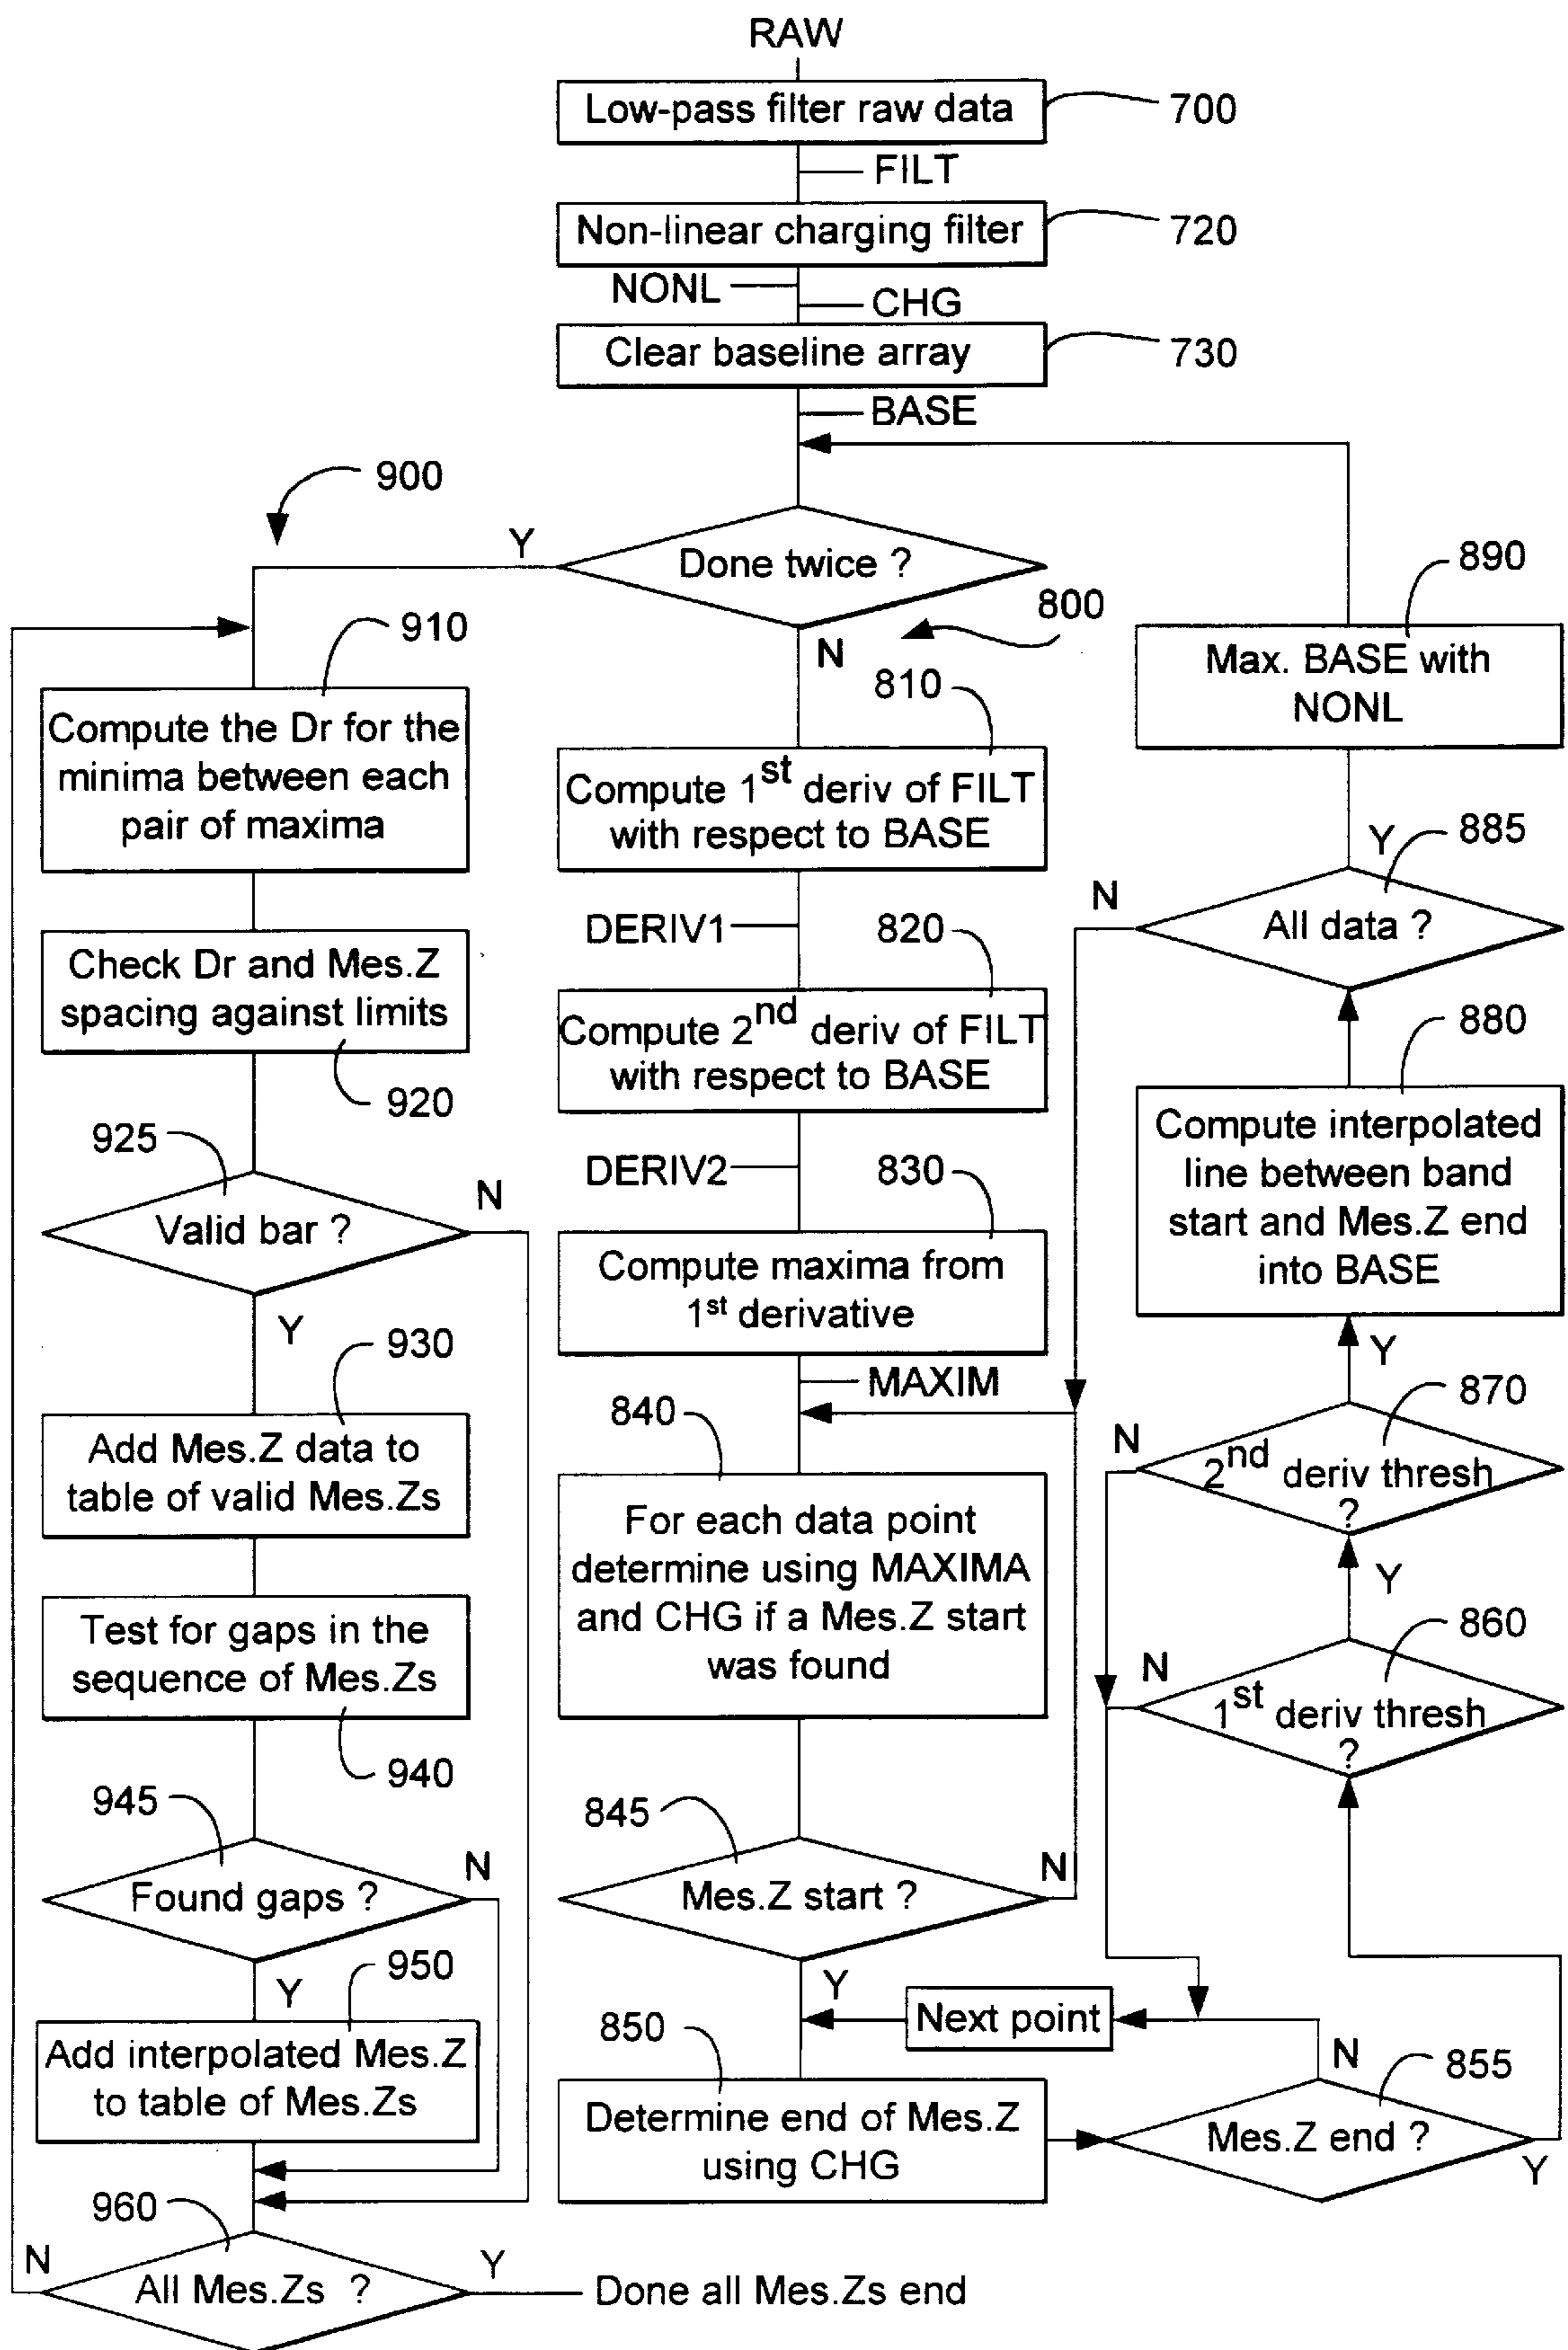 RAW
Low-pass filter raw data
700
FILT
Non-linear charging filter
720
NONL
CHG
Clear baseline array
730
BASE
900
Y
Done twice ?
N
800
910
Compute the Dr for the
minima between each
pair of maxima
Check Dr and Mes.Z
spacing against limits
920
925
Valid bar ?
N
Y
930
Add Mes.Z data to
table of valid Mes.Zs
Test for gaps in the
sequence of Mes.Zs
940
945
Found gaps ?
N
Y
950
Add interpolated Mes.Z
to table of Mes.Zs
960
N
All Mes.Zs ?
Y
Done all Mes.Zs end
810
Compute 1st deriv of FILT
with respect to BASE
DERIV1
820
Compute 2nd deriv of FILT
with respect to BASE
DERIV2
830
Compute maxima from
1st derivative
MAXIM
840
For each data point
determine using MAXIMA
and CHG if a Mes.Z start
was found
845
Mes.Z start ?
N
Y
Next point
850
Determine end of Mes.Z
using CHG
N
855
Mes.Z end ?
Y
890
Max. BASE with
NONL
Y
885
N
All data ?
880
Compute interpolated
line between band
start and Mes.Z end
into BASE
Y
870
N
2nd deriv thresh
?
Y
860
N
1st deriv thresh
?